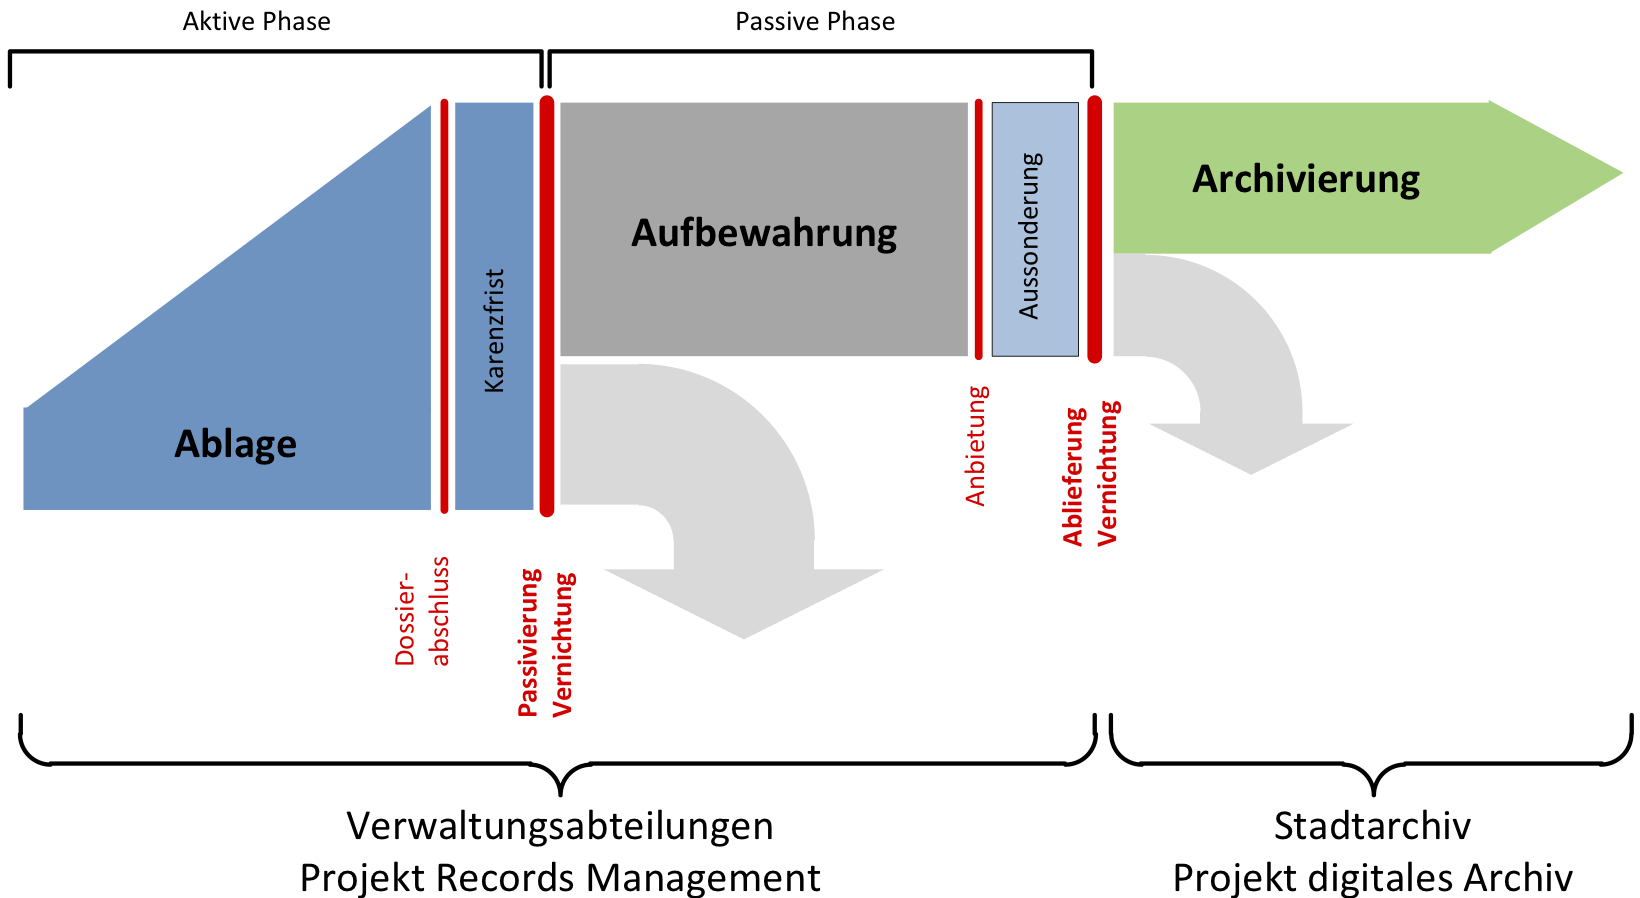 Aktive Phase
Passive Phase
Ablage
Karenzfrist
Aufbewahrung
Aussonderung
Archivierung
Dossier-
abschluss
Passivierung
Vernichtung
Anbietung
Ablieferung
Vernichtung
Verwaltungsabteilungen
Projekt Records Management
Stadtarchiv
Projekt digitales Archiv